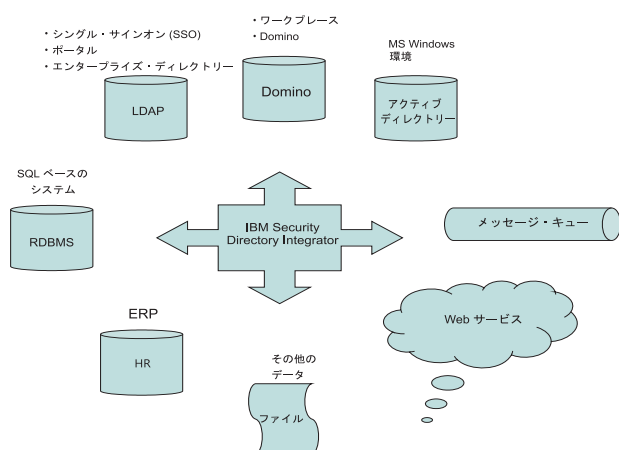 ・シングル・サインオン (SSO)
・ポータル
・エンタープライズ・ディレクトリー
LDAP
・ワークプレース
・Domino
Domino
MS Windows
環境
アクティブ
ディレクトリー
SQL ベースの
システム
RDBMS
IBM Security
Directory Integrator
メッセージ・キュー
ERP
HR
その他の
データ
ファイル
Web サービス